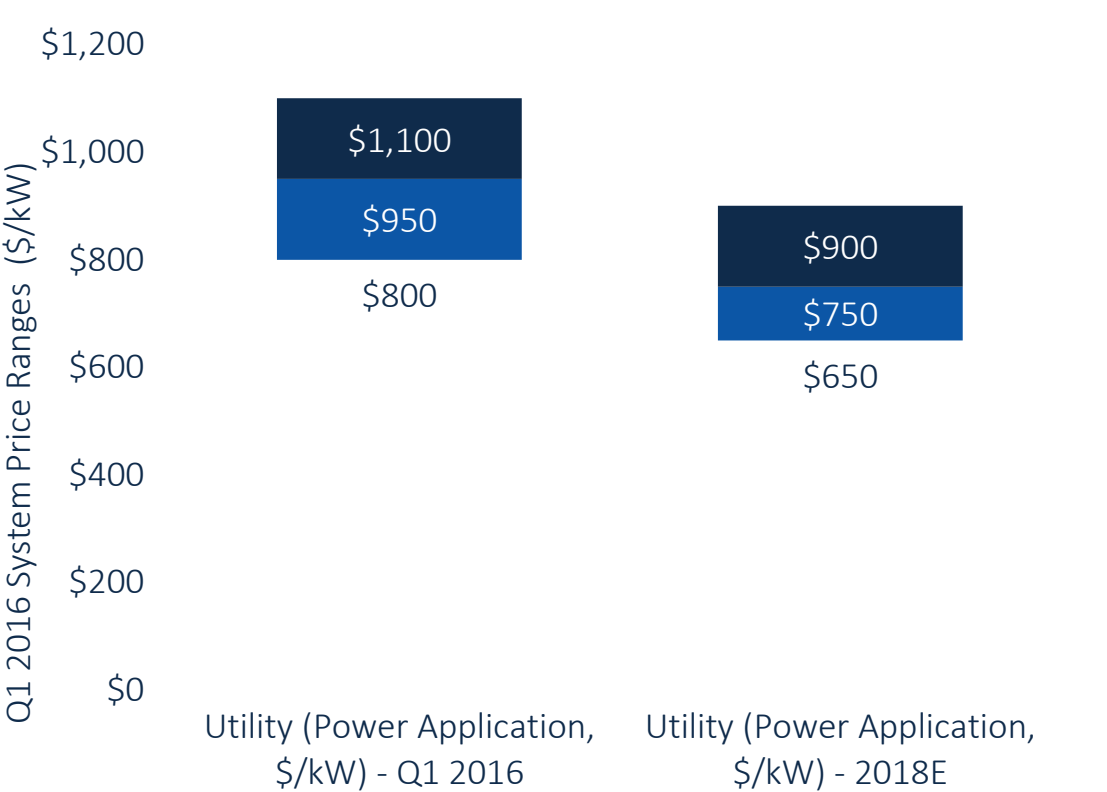 Q1 2016 System Price Ranges ($/kW)
$1,200
$1,000
$800
$600
$400
$200
$0
$1,100
$950
$800
$900
$750
$650
Utility (Power Application,
$/kW) - Q1 2016
Utility (Power Application,
$/kW) - 2018E